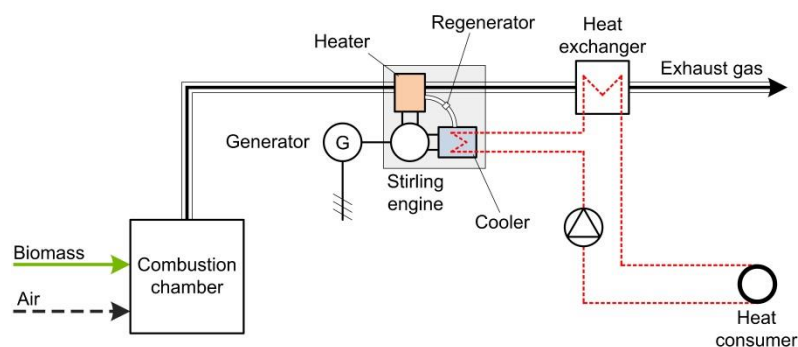 Heater
Regenerator
Heat
exchanger
Exhaust gas
Generator
G
Stirling
engine
Cooler
Biomass
Air
Combustion
chamber
Heat
consumer